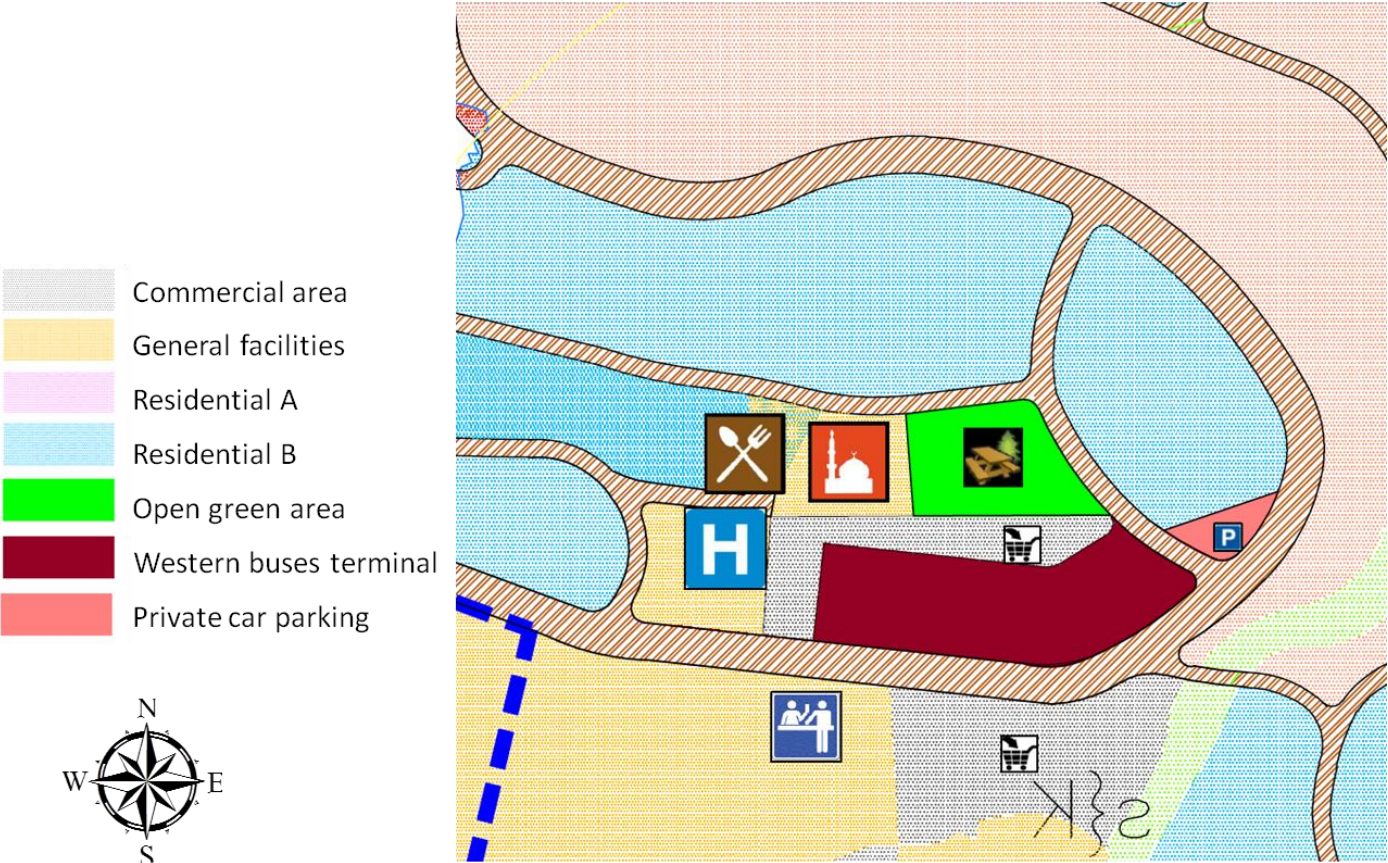 Commercial area
General facilities
Residential A
Residential B
Open green area
Western buses terminal
Private car parking
N
W E
S
H
P